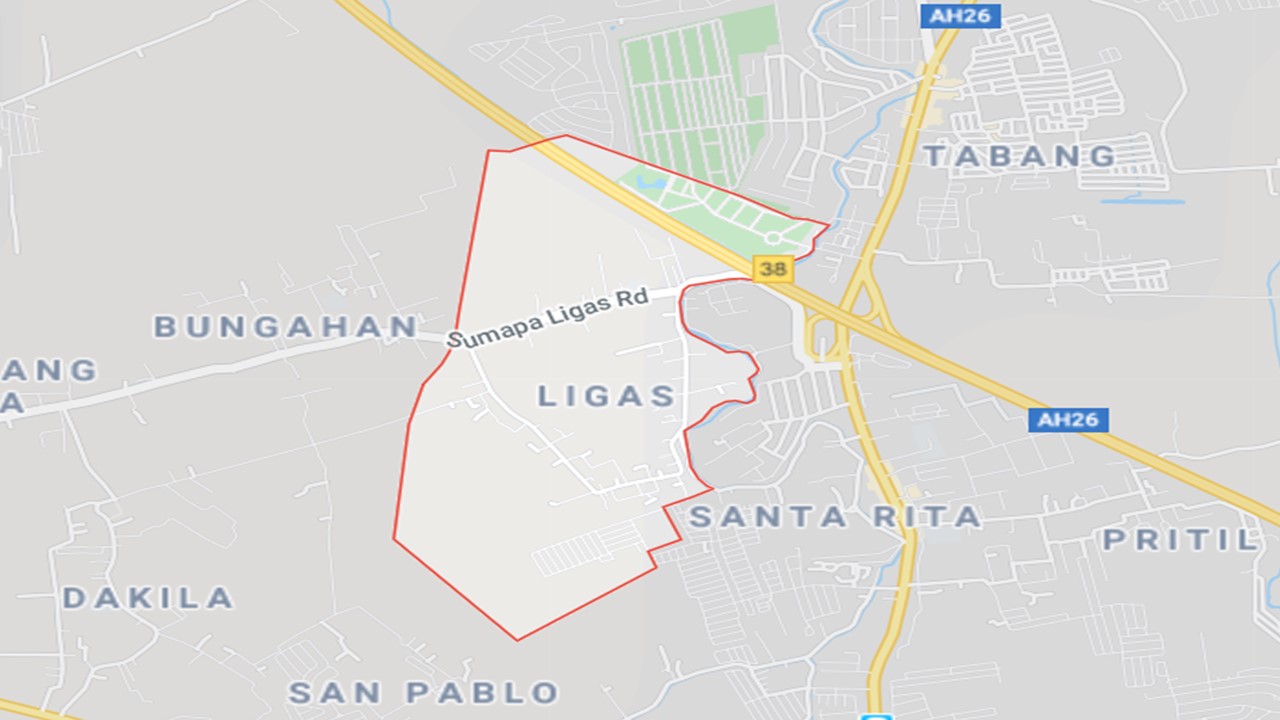 AH26
TABANG
38
Sumapa Ligas Rd
BUNGAHAN
ANG
A
LIGAS
AH26
SANTA RITA
PRITIL
DAKILA
SAN PABLO